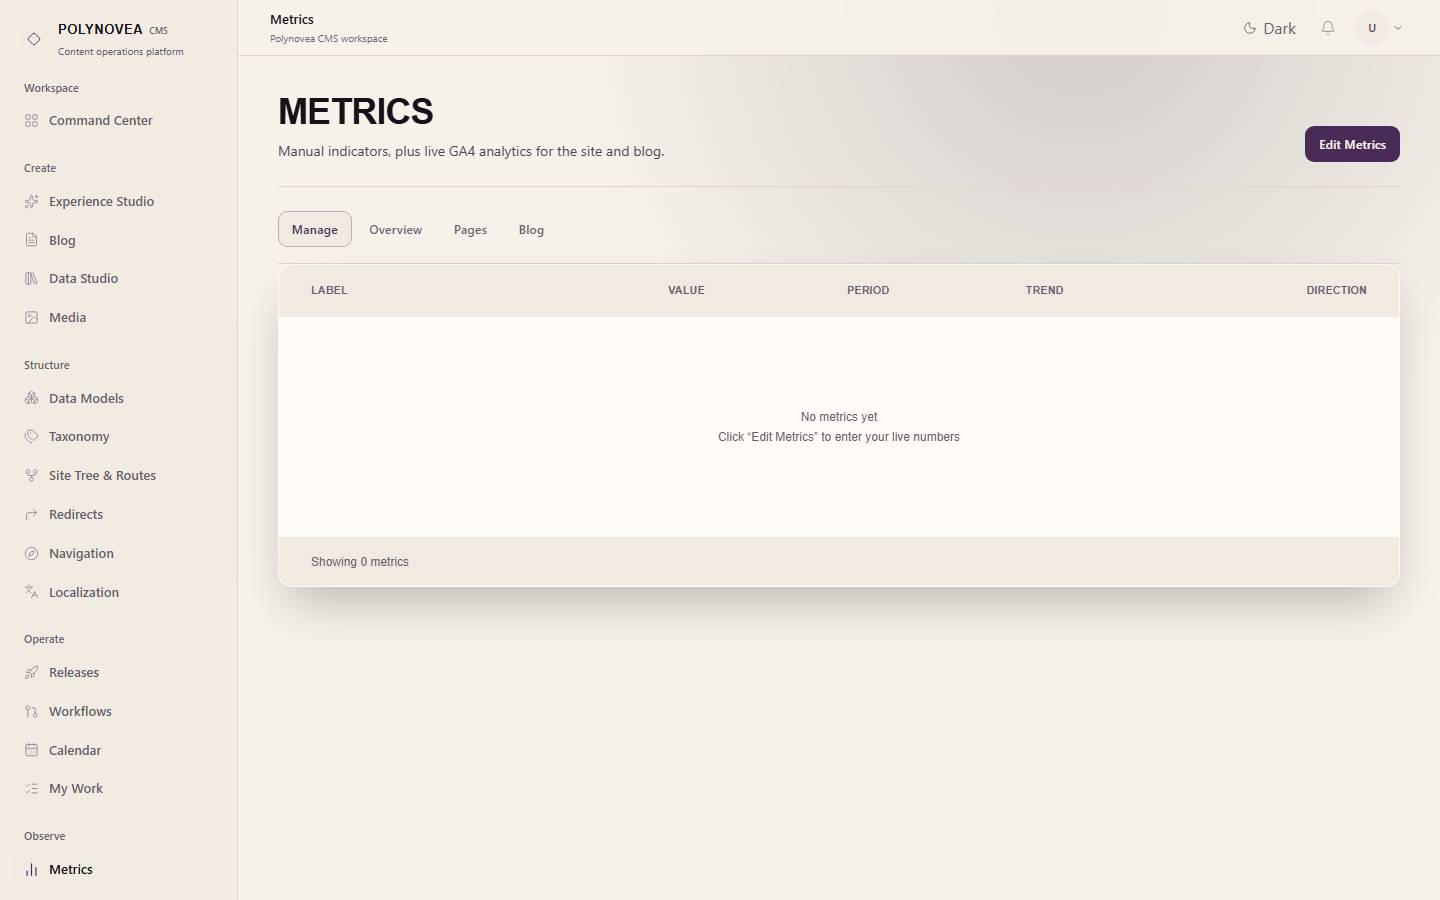 POLYNOVEA CMS
Content operations platform
Workspace
Command Center
Create
Experience Studio
Blog
Data Studio
Media
Structure
Data Models
Taxonomy
Site Tree & Routes
Redirects
Navigation
Localization
Operate
Releases
Workflows
Calendar
My Work
Observe
Metrics
Metrics
Polynovea CMS workspace
Dark
U
METRICS
Manual indicators, plus live GA4 analytics for the site and blog.
Edit Metrics
Manage Overview Pages Blog
LABEL VALUE PERIOD TREND DIRECTION
No metrics yet
Click “Edit Metrics” to enter your live numbers
Showing 0 metrics